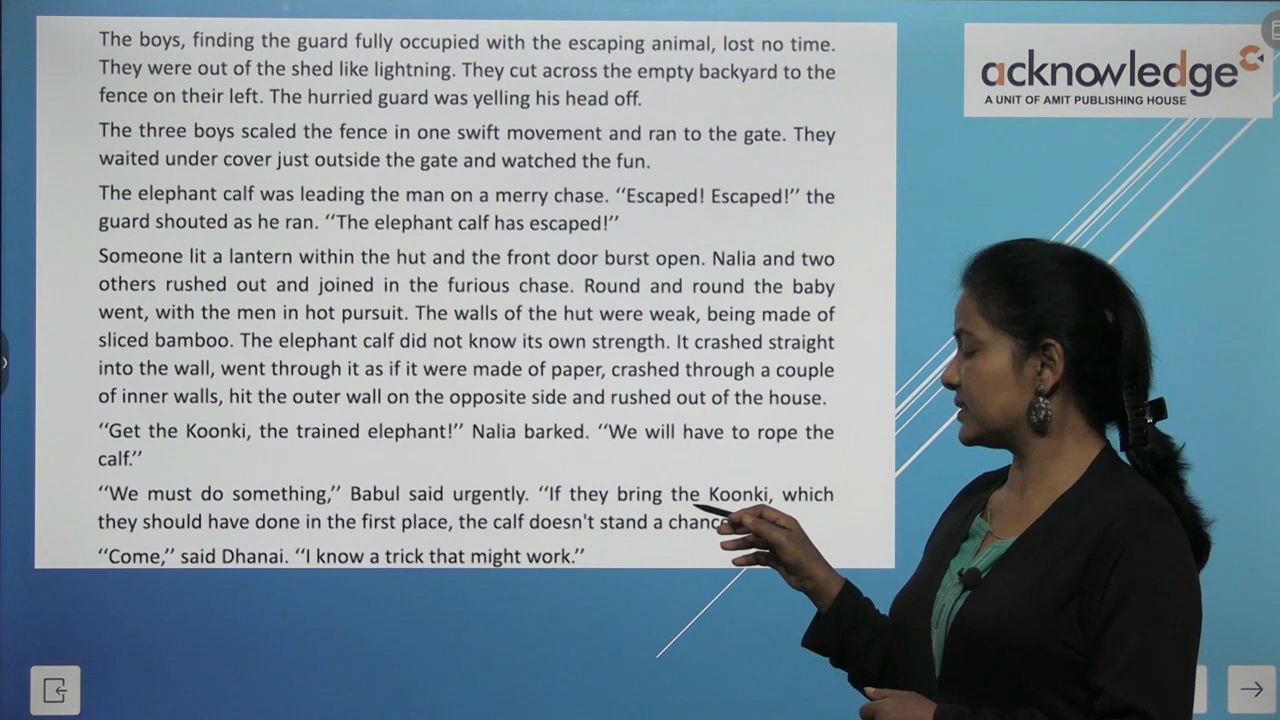 The boys, finding the guard fully occupied with the escaping animal, lost no time.
They were out of the shed like lightning. They cut across the empty backyard to the
fence on their left. The hurried guard was yelling his head off.
The three boys scaled the fence in one swift movement and ran to the gate. They
waited under cover just outside the gate and watched the fun.
The elephant calf was leading the man on a merry chase. “Escaped! Escaped!” the
guard shouted as he ran. “The elephant calf has escaped!”
Someone lit a lantern within the hut and the front door burst open. Nalia and two
others rushed out and joined in the furious chase. Round and round the baby
went, with the men in hot pursuit. The walls of the hut were weak, being made of
sliced bamboo. The elephant calf did not know its own strength. It crashed straight
into the wall, went through it as if it were made of paper, crashed through a couple
of inner walls, hit the outer wall on the opposite side and rushed out of the house.
“Get the Koonki, the trained elephant!” Nalia barked. “We will have to rope the
calf.”
“We must do something,” Babul said urgently. “If they bring the Koonki, which
they should have done in the first place, the calf doesn't stand a chanc
“Come,” said Dhanai. “I know a trick that might work.”
acknowledge
A UNIT OF AMIT PUBLISHING HOUSE